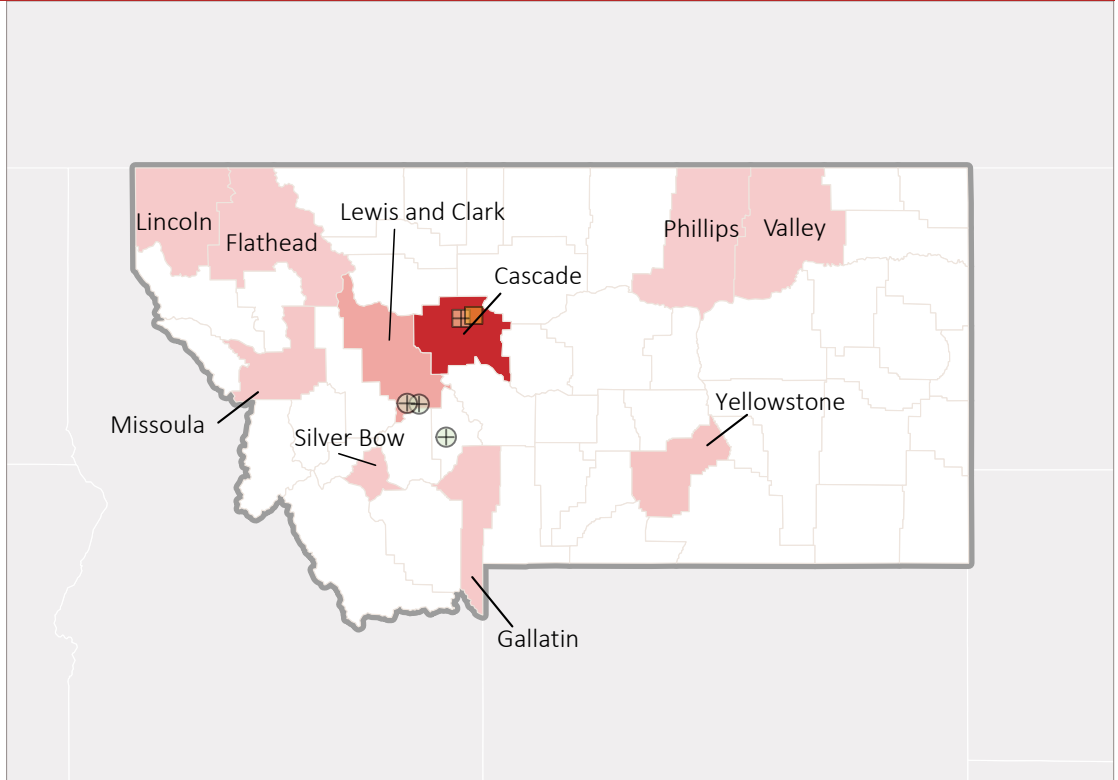 Lewis and Clark
Lincoln
Flathead
Phillips
Valley
Cascade
Yellowstone
Missoula
Silver Bow
Gallatin